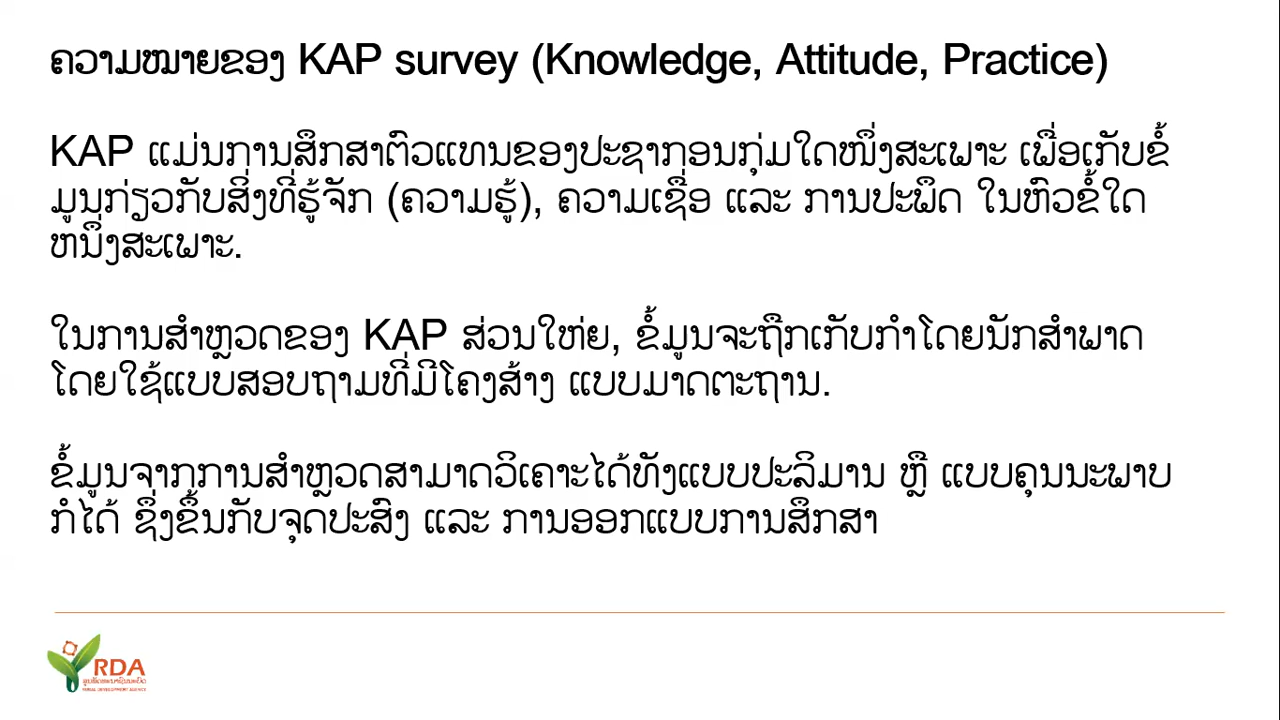 ຄວາມໝາຍຂອງ KAP survey (Knowledge, Attitude, Practice)
KAP ແມ່ນການສຶກສາຕົວແທນຂອງປະຊາກອນກຸ່ມໃດໜຶ່ງສະເພາະ ເພື່ອເກັບຂໍ້
ມູນກ່ຽວກັບສິ່ງທີ່ຮູ້ຈັກ (ຄວາມຮູ້), ຄວາມເຊື່ອ ແລະ ການປະພຶດ ໃນຫົວຂໍ້ໃດ
ຫນຶ່ງສະເພາະ.
ໃນການສຳຫຼວດຂອງ KAP ສ່ວນໃຫ່ຍ, ຂໍ້ມູນຈະຖືກເກັບກຳໂດຍນັກສຳພາດ
ໂດຍໃຊ້ແບບສອບຖາມທີ່ມີໂຄງສ້າງ ແບບມາດຕະຖານ.
ຂໍ້ມູນຈາກການສຳຫຼວດສາມາດວິເຄາະໄດ້ທັງແບບປະລິມານ ຫຼື ແບບຄຸນນະພາບ
ກໍໄດ້ ຊຶ່ງຂຶ້ນກັບຈຸດປະສົງ ແລະ ການອອກແບບການສຶກສາ
RDA
RURAL DEVELOPMENT AGENCY